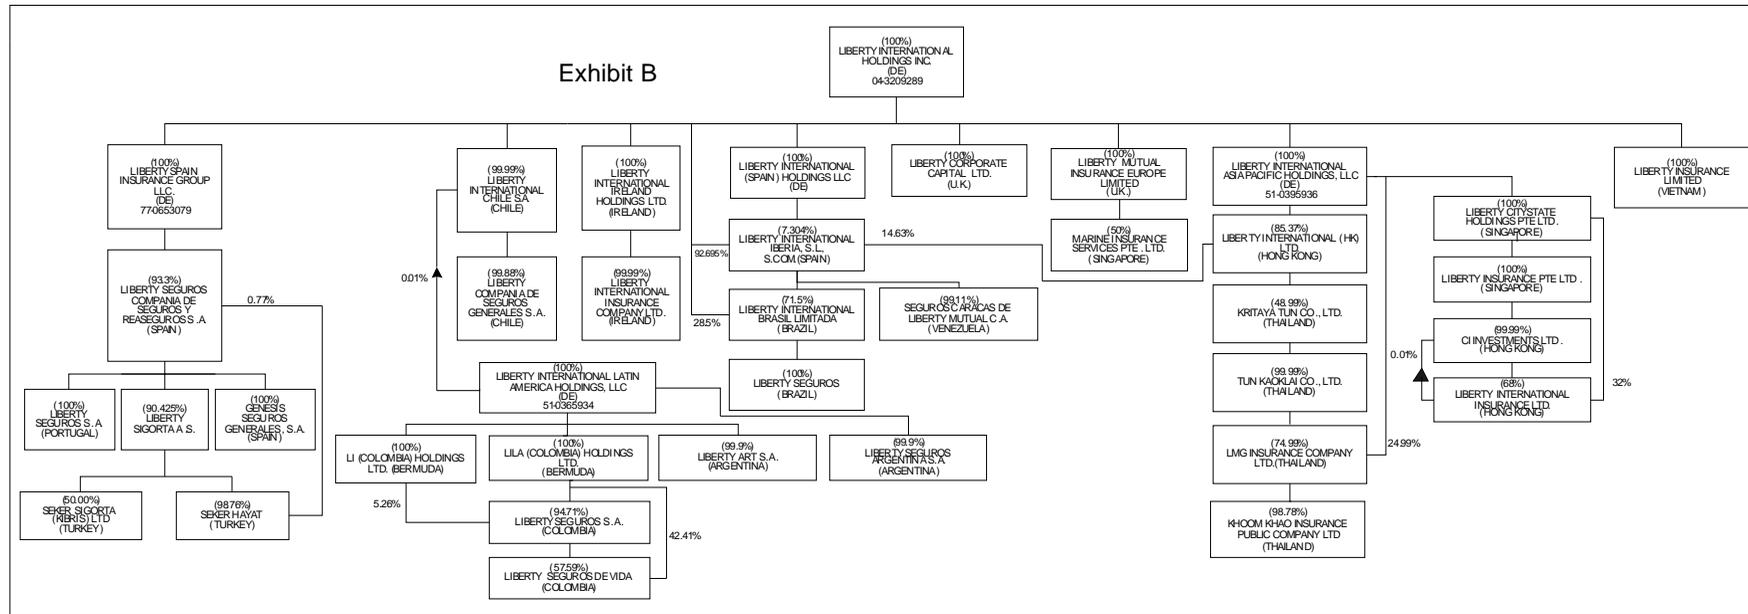 Exhibit B
(100%)
LIBERTY INTERNATIONAL
HOLDINGS INC.
(DE)
04-3209289
(100%)
LIBERTY SPAIN
INSURANCE GROUP
LLC.
(DE)
77-0653079
(99.99%)
LIBERTY
INTERNATIONAL
CHILE S.A.
(CHILE)
(100%)
LIBERTY
INTERNATIONAL
IRELAND
HOLDINGS LTD.
(IRELAND)
(100%)
LIBERTY INTERNATIONAL
(SPAIN) HOLDINGS LLC
(DE)
(100%)
LIBERTY CORPORATE
CAPITAL LTD.
(U.K.)
(100%)
LIBERTY MUTUAL
INSURANCE EUROPE
LIMITED
(U.K.)
(100%)
LIBERTY INTERNATIONAL
ASIA PACIFIC HOLDINGS, LLC
(DE)
51-0395936
(100%)
LIBERTY INSURANCE
LIMITED
(VIETNAM)
(100%)
LIBERTY CITYSTATE
HOLDINGS PTE LTD.
(SINGAPORE)
(93.3%)
LIBERTY SEGUROS
COMPANIA DE
SEGUROS Y
REASEGUROS S.A.
(SPAIN)
0.77%
0.01%
(99.88%)
LIBERTY
COMPANIA DE
SEGUROS
GENERALES S.A.
(CHILE)
(99.99%)
LIBERTY
INTERNATIONAL
INSURANCE
COMPANY LTD.
(IRELAND)
92.695%
(7.304%)
LIBERTY INTERNATIONAL
IBERIA, S.L,
S.COM.(SPAIN)
14.63%
(50%)
MARINE INSURANCE
SERVICES PTE. LTD.
(SINGAPORE)
(85.37%)
LIBERTY INTERNATIONAL (HK)
LTD.
(HONG KONG)
(100%)
LIBERTY INSURANCE PTE LTD.
(SINGAPORE)
28.5%
(71.5%)
LIBERTY INTERNATIONAL
BRASIL LIMITADA
(BRAZIL)
(99.11%)
SEGUROS CARACAS DE
LIBERTY MUTUAL C.A.
(VENEZUELA)
(48.99%)
KRITAYA TUN CO., LTD.
(THAILAND)
0.01%
(99.99%)
CI INVESTMENTS LTD.
(HONG KONG)
(100%)
LIBERTY INTERNATIONAL LATIN
AMERICA HOLDINGS, LLC
(DE)
51-0365934
(100%)
LIBERTY SEGUROS
(BRAZIL)
(99.99%)
TUN KAOKLAI CO., LTD.
(THAILAND)
(68%)
LIBERTY INTERNATIONAL
INSURANCE LTD.
(HONG KONG)
32%
(100%)
LIBERTY
SEGUROS S.A
(PORTUGAL)
(90.425%)
LIBERTY
SIGORTA A.S.
(100%)
GENESIS
SEGUROS
GENERALES, S.A.
(SPAIN)
(100%)
LI (COLOMBIA) HOLDINGS
LTD. (BERMUDA)
(100%)
LILA (COLOMBIA) HOLDINGS
LTD.
(BERMUDA)
(99.9%)
LIBERTY ART S.A.
(ARGENTINA)
(99.9%)
LIBERTY SEGUROS
ARGENTINA S.A.
(ARGENTINA)
(74.99%)
LMG INSURANCE COMPANY
LTD.(THAILAND)
24.99%
(50.00%)
SEKER SIGORTA
(KIBRIS) LTD
(TURKEY)
(98.76%)
SEKER HAYAT
(TURKEY)
5.26%
(94.71%)
LIBERTY SEGUROS S.A.
(COLOMBIA)
42.41%
(98.78%)
KHOOM KHAO INSURANCE
PUBLIC COMPANY LTD
(THAILAND)
(57.59%)
LIBERTY SEGUROS DE VIDA
(COLOMBIA)